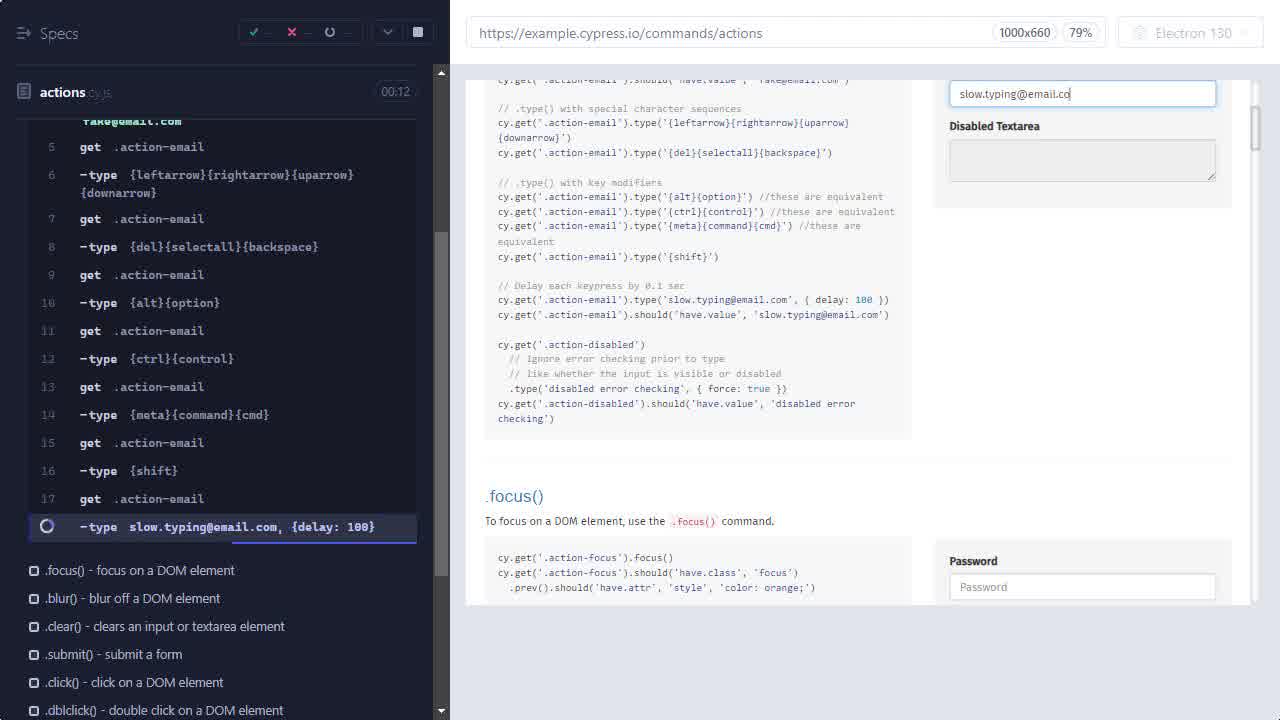 Specs
--
--
--
actions cy.js
00:12
fake@email.com
5 get .action-email
6 -type {leftarrow}{rightarrow}{uparrow}
{downarrow}
7 get .action-email
8 -type {del}{selectall}{backspace}
9 get .action-email
10 -type {alt}{option}
11 get .action-email
12 -type {ctrl}{control}
13 get .action-email
14 -type {meta}{command}{cmd}
15 get .action-email
16 -type {shift}
17 get .action-email
-type slow.typing@email.com, {delay: 100}
.focus() - focus on a DOM element
.blur() - blur off a DOM element
.clear() - clears an input or textarea element
.submit() - submit a form
.click() - click on a DOM element
.dblclick() - double click on a DOM element
https://example.cypress.io/commands/actions
1000x660
79%
Electron 130
cy.get('.action-email').should('have.value', 'fake@email.com')
// .type() with special character sequences
cy.get('.action-email').type('{leftarrow}{rightarrow}{uparrow}
{downarrow}')
cy.get('.action-email').type('{del}{selectall}{backspace}')
// .type() with key modifiers
cy.get('.action-email').type('{alt}{option}') //these are equivalent
cy.get('.action-email').type('{ctrl}{control}') //these are equivalent
cy.get('.action-email').type('{meta}{command}{cmd}') //these are
equivalent
cy.get('.action-email').type('{shift}')
// Delay each keypress by 0.1 sec
cy.get('.action-email').type('slow.typing@email.com', { delay: 100 })
cy.get('.action-email').should('have.value', 'slow.typing@email.com')
cy.get('.action-disabled')
// Ignore error checking prior to type
// like whether the input is visible or disabled
.type('disabled error checking', { force: true })
cy.get('.action-disabled').should('have.value', 'disabled error
checking')
slow.typing@email.co
Disabled Textarea
.focus()
To focus on a DOM element, use the .focus() command.
cy.get('.action-focus').focus()
cy.get('.action-focus').should('have.class', 'focus')
.prev().should('have.attr', 'style', 'color: orange;')
Password
Password